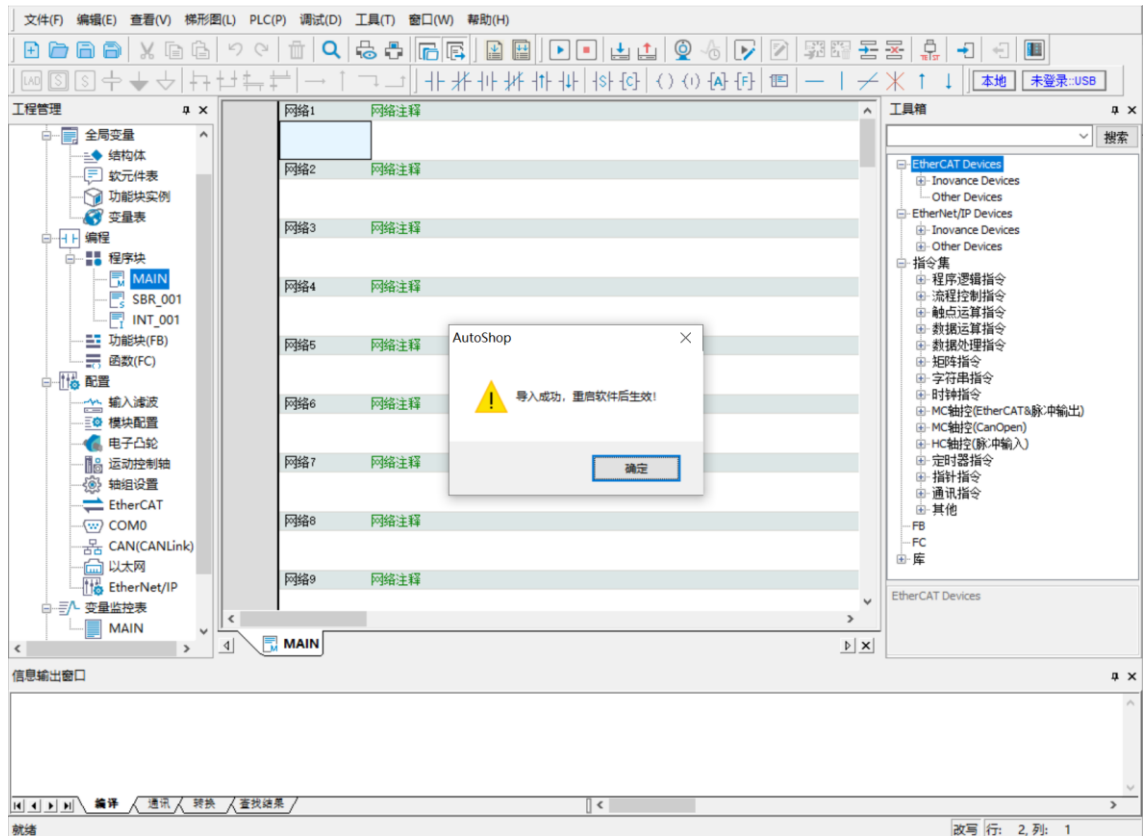 文件(F) 编辑(E) 查看(V) 梯形图(L) PLC(P) 调试(D) 工具(T) 窗口(W) 帮助(H)
LAD S S
本地 未登录::USB
工程管理
全局变量
结构体
软元件表
功能块实例
变量表
编程
程序块
MAIN
SBR_001
INT_001
功能块(FB)
函数(FC)
配置
输入滤波
模块配置
电子凸轮
运动控制轴
轴组设置
EtherCAT
COM0
CAN(CANLink)
以太网
EtherNet/IP
变量监控表
MAIN
网络1 网络注释
网络2 网络注释
网络3 网络注释
网络4 网络注释
网络5 网络注释
网络6 网络注释
网络7 网络注释
网络8 网络注释
网络9 网络注释
MAIN
AutoShop
导入成功，重启软件后生效!
确定
工具箱
搜索
EtherCAT Devices
Inovance Devices
Other Devices
EtherNet/IP Devices
Inovance Devices
Other Devices
指令集
程序逻辑指令
流程控制指令
触点运算指令
数据运算指令
数据处理指令
矩阵指令
字符串指令
时钟指令
MC轴控(EtherCAT&脉冲输出)
MC轴控(CanOpen)
HC轴控(脉冲输入)
定时器指令
指针指令
通讯指令
其他
FB
FC
库
EtherCAT Devices
信息输出窗口
编译 通讯 转换 查找结果
就绪 改写 行: 2,列: 1